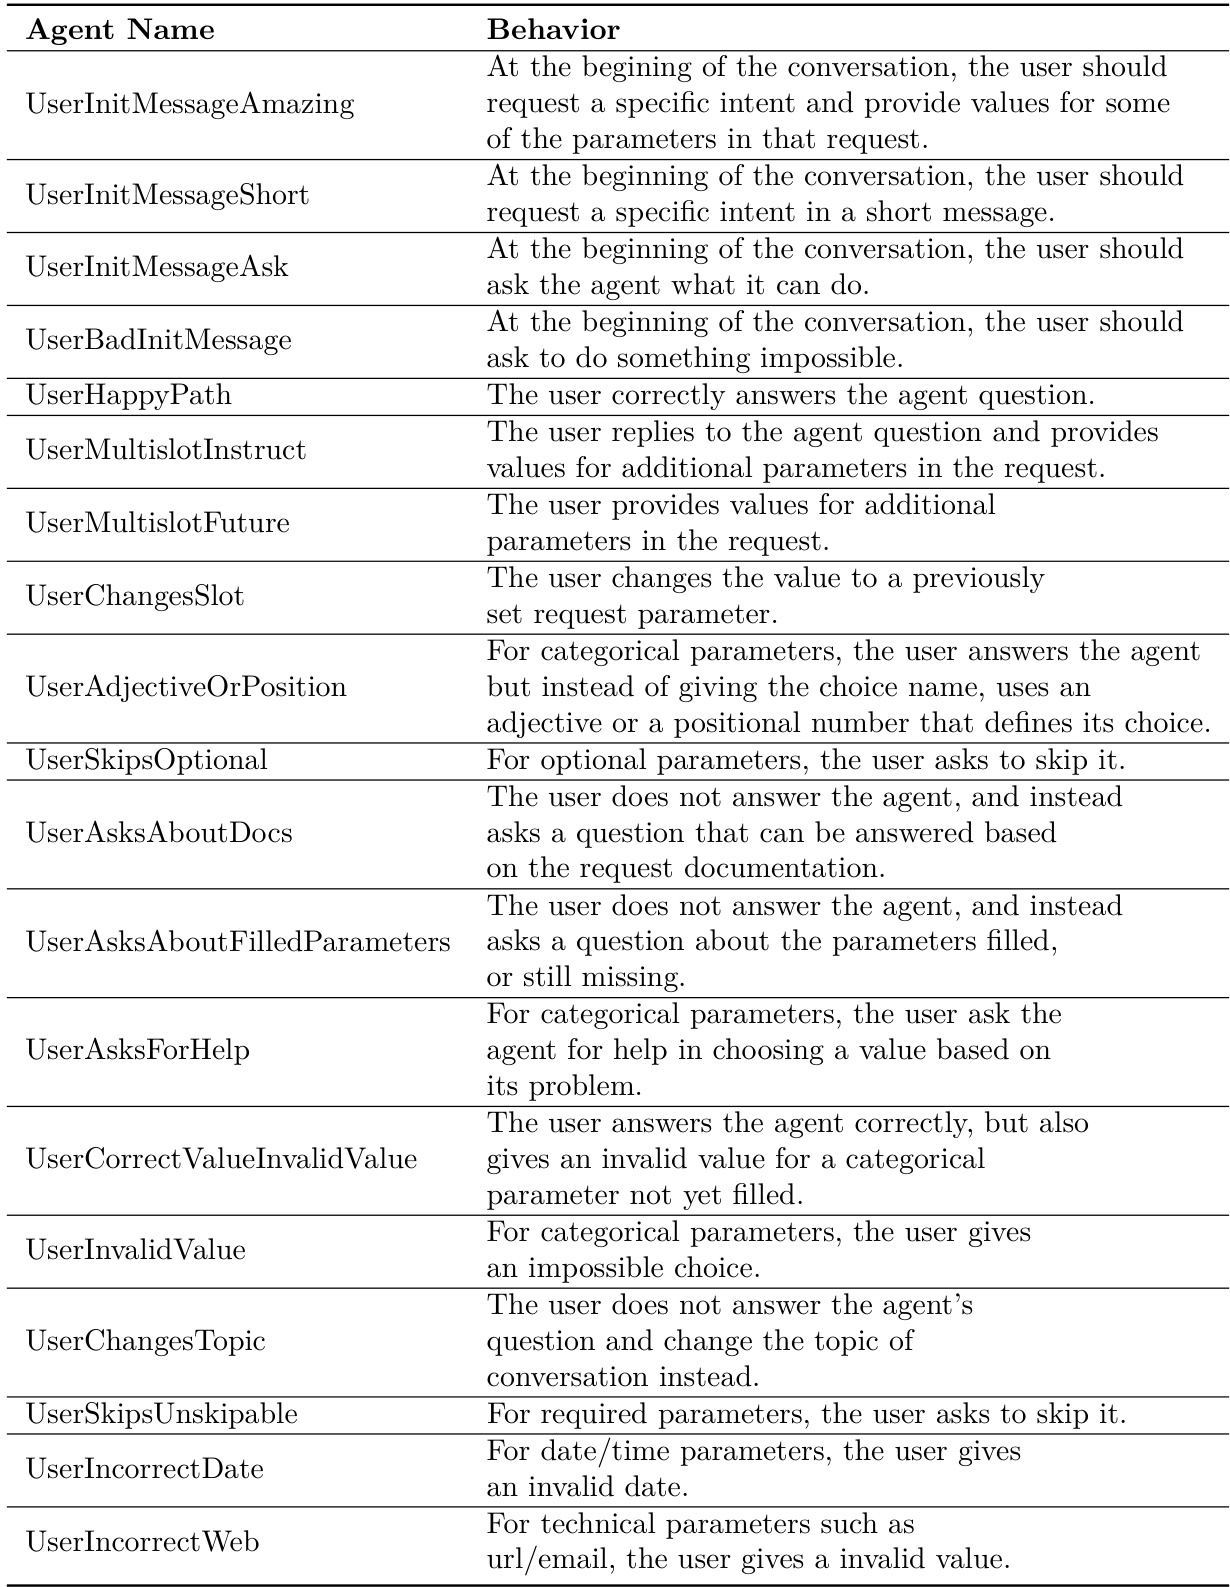 Agent Name Behavior
At the begining of the conversation, the user should
UserInitMessageAmazing request a specific intent and provide values for some
of the parameters in that request.
At the beginning of the conversation, the user should
UserInitMessageShort
request a specific intent in a short message.
At the beginning of the conversation, the user should
UserInitMessageAsk
ask the agent what it can do.
At the beginning of the conversation, the user should
UserBadInitMessage
ask to do something impossible.
UserHappyPath The user correctly answers the agent question.
The user replies to the agent question and provides
UserMultislotInstruct
values for additional parameters in the request.
The user provides values for additional
UserMultislotFuture
parameters in the request.
The user changes the value to a previously
UserChangesSlot
set request parameter.
For categorical parameters, the user answers the agent
UserAdjectiveOrPosition but instead of giving the choice name, uses an
adjective or a positional number that defines its choice.
UserSkipsOptional For optional parameters, the user asks to skip it.
The user does not answer the agent, and instead
UserAsksAboutDocs asks a question that can be answered based
on the request documentation.
The user does not answer the agent, and instead
UserAsksAboutFilledParameters asks a question about the parameters filled,
or still missing.
For categorical parameters, the user ask the
UserAsksForHelp agent for help in choosing a value based on
its problem.
The user answers the agent correctly, but also
UserCorrectValueInvalidValue gives an invalid value for a categorical
parameter not yet filled.
For categorical parameters, the user gives
UserInvalidValue
an impossible choice.
The user does not answer the agent's
UserChangesTopic question and change the topic of
conversation instead.
UserSkipsUnskipable For required parameters, the user asks to skip it.
For date/time parameters, the user gives
UserIncorrectDate
an invalid date.
For technical parameters such as
UserIncorrectWeb
url/email, the user gives a invalid value.